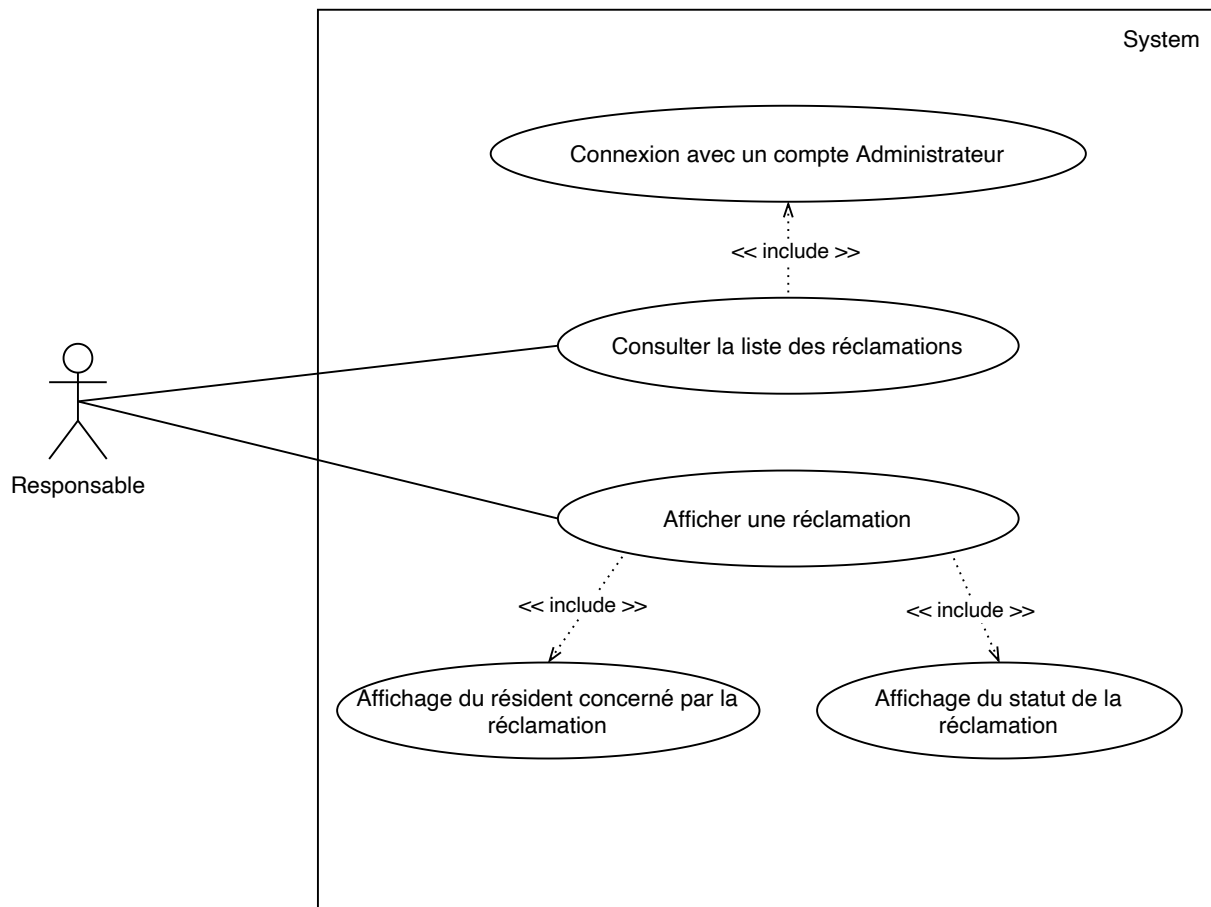 System
Connexion avec un compte Administrateur
<< include >>
Consulter la liste des réclamations
Responsable
Afficher une réclamation
<< include >>
<< include >>
Affichage du résident concerné par la
réclamation
Affichage du statut de la
réclamation